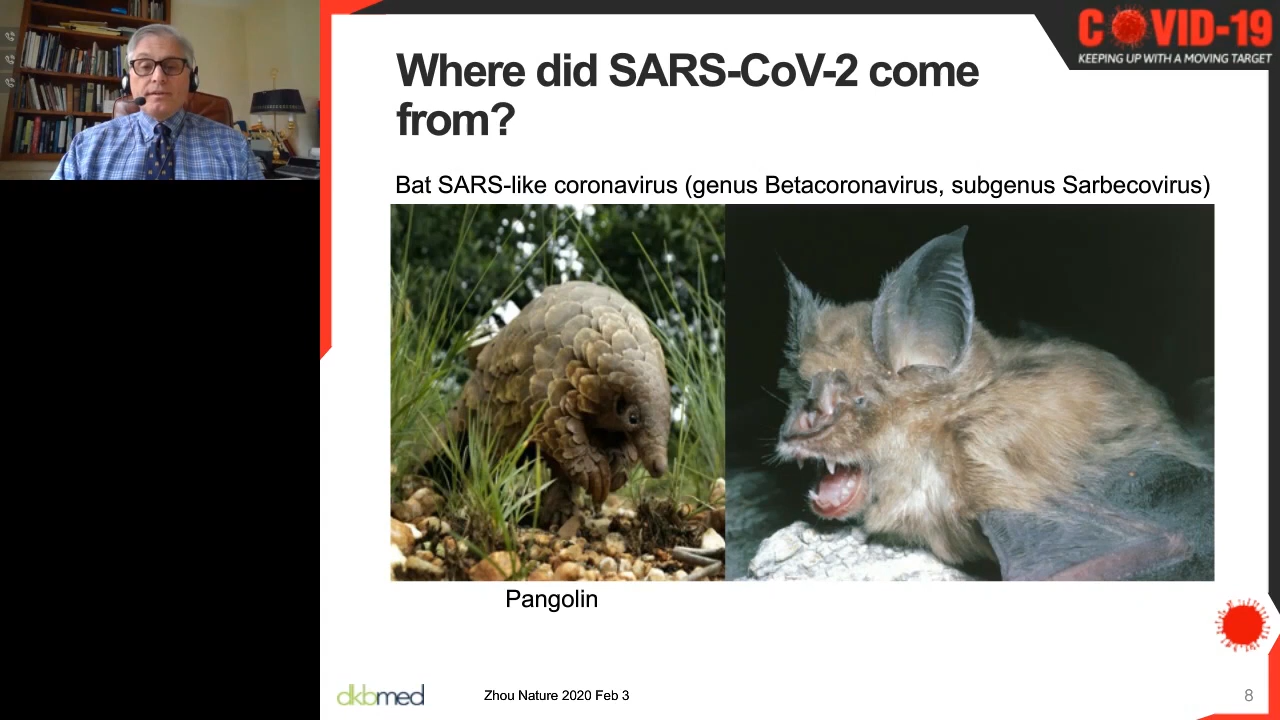 COVID-19
KEEPING UP WITH A MOVING TARGET
Where did SARS-CoV-2 come
from?
Bat SARS-like coronavirus (genus Betacoronavirus, subgenus Sarbecovirus)
Pangolin
dkbmed
Zhou Nature 2020 Feb 3
8